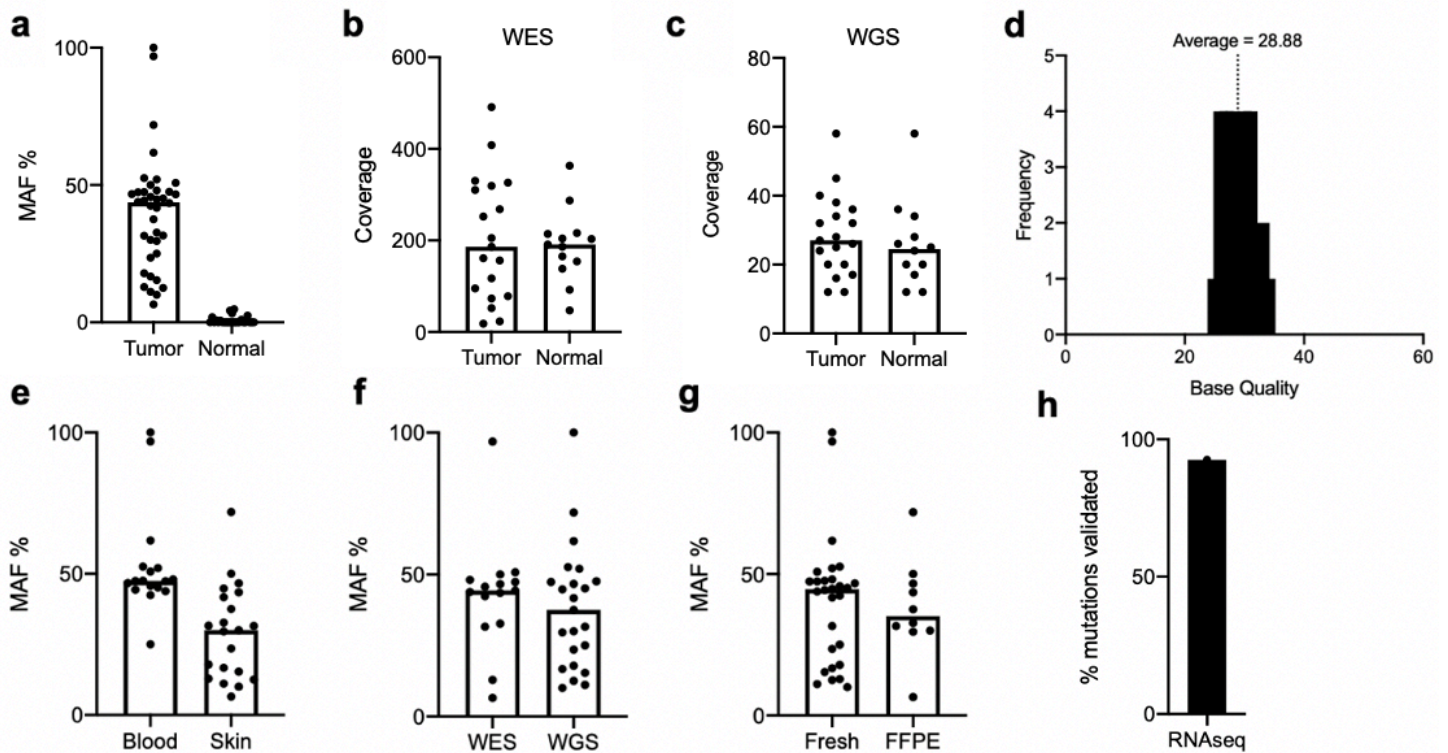 a
MAF %
100
50
0
Tumor Normal
b
WES
Coverage
600
400
200
0
Tumor Normal
c
WGS
Coverage
80
60
40
20
0
Tumor Normal
d
Average = 28.88
Frequency
5
4
3
2
1
0
0 20 40 60
Base Quality
e
MAF %
100
50
0
Blood Skin
f
MAF %
100
50
0
WES WGS
g
MAF %
100
50
0
Fresh FFPE
h
% mutations validated
100
50
0
RNAseq